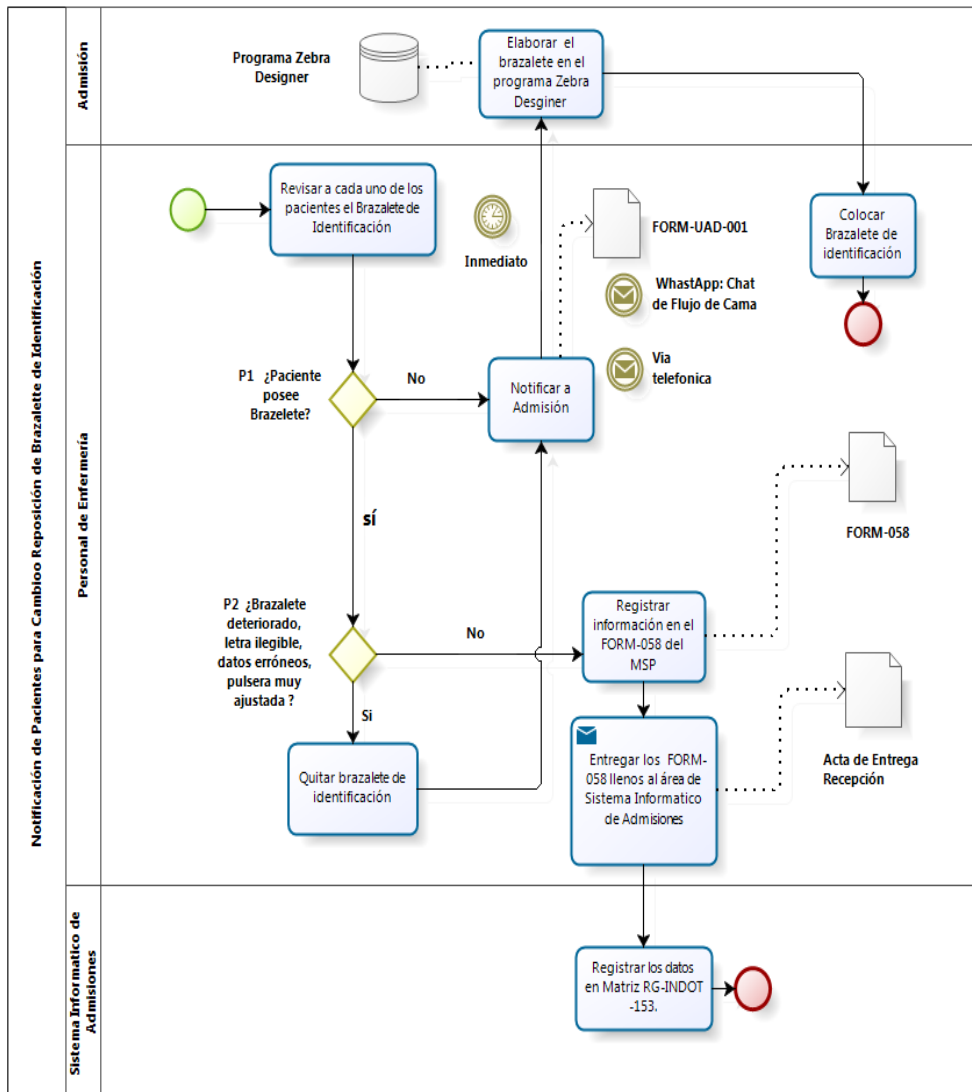 Notificación de Pacientes para Cambioo Reposición de Brazalete de Identificación
Admisión
Programa Zebra
Designer
Elaborar el
brazalete en el
programa Zebra
Desginer
Personal de Enfermería
Revisar a cada uno de los
pacientes el Brazalete de
Identificación
Inmediato
FORM-UAD-001
WhastApp: Chat
de Flujo de Cama
Via
telefonica
Colocar
Brazalete de
identificación
P1 ¿Paciente
posee
Brazelete?
No
Notificar a
Admisión
sí
FORM-058
P2 ¿Brazalete
deteriorado,
letra ilegible,
datos erróneos,
pulsera muy
ajustada ?
No
Registrar
información en el
FORM-058 del
MSP
Si
Quitar brazalete de
identificación
Entregar los FORM-
058 llenos al área de
Sistema Informatico
de Admisiones
Acta de Entrega
Recepción
Sistema Informatico de
Admisiones
Registrar los datos
en Matriz RG-INDOT
-153.